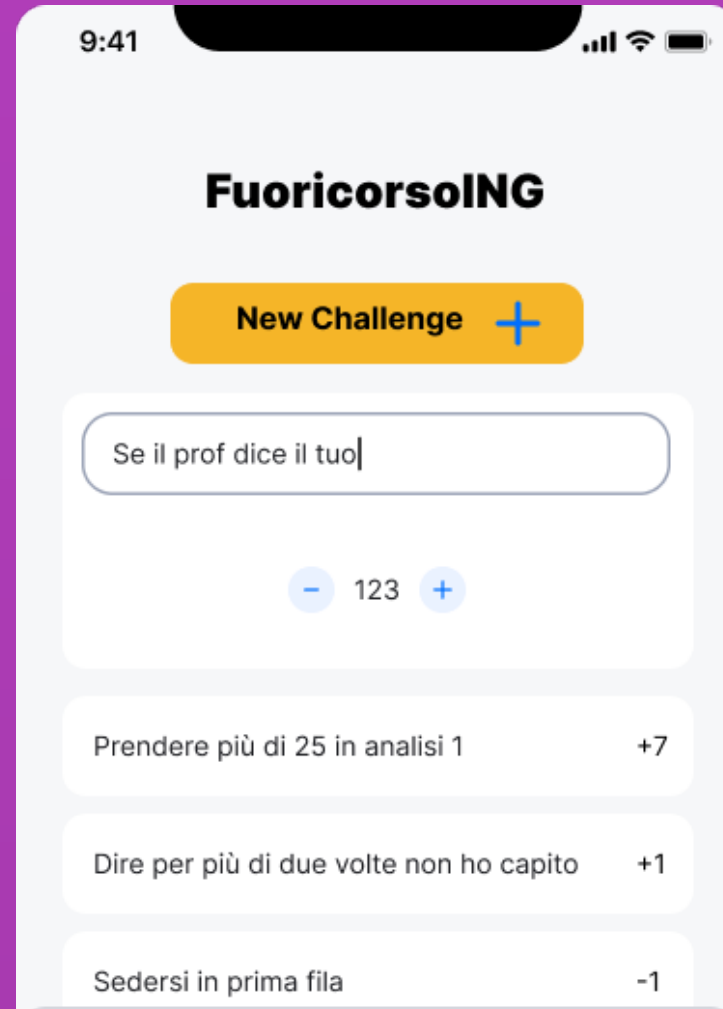 9:41
FuoricorsoING
New Challenge +
Se il prof dice il tuo
− 123 +
Prendere più di 25 in analisi 1 +7
Dire per più di due volte non ho capito +1
Sedersi in prima fila -1